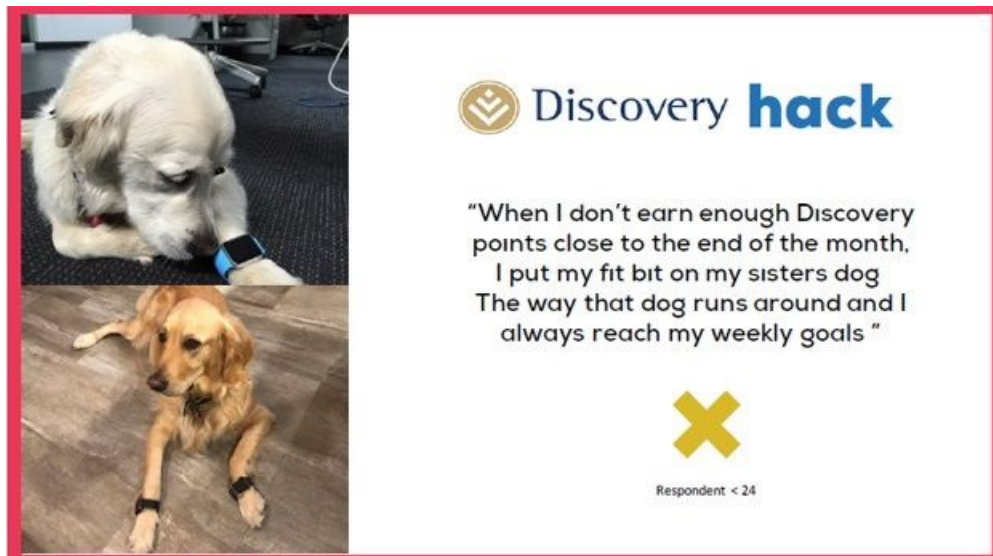 Discovery hack
“When I don’t earn enough Discovery
points close to the end of the month,
I put my fit bit on my sisters dog
The way that dog runs around and I
always reach my weekly goals ”
Respondent < 24